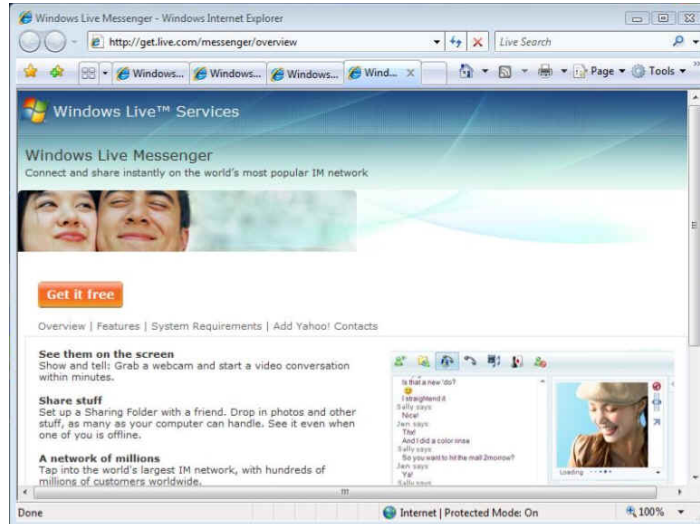 Windows Live Messenger - Windows Internet Explorer
http://get.live.com/messenger/overview
Live Search
Windows...
Windows...
Windows...
Wind...
Page
Tools
Windows Live™ Services
Windows Live Messenger
Connect and share instantly on the world's most popular IM network
Get it free
Overview | Features | System Requirements | Add Yahoo! Contacts
See them on the screen
Show and tell: Grab a webcam and start a video conversation
within minutes.
Share stuff
Set up a Sharing Folder with a friend. Drop in photos and other
stuff, as many as your computer can handle. See it even when
one of you is offline.
A network of millions
Tap into the world's largest IM network, with hundreds of
millions of customers worldwide.
Is that a new 'do?
I straightend it
Sally says
Nice!
Jen says
Thx!
And I did a color rinse
Sally says
So you want to hit the mall 2morrow?
Jen says
Ya!
Sally says
Loading
Done
Internet | Protected Mode: On
100%